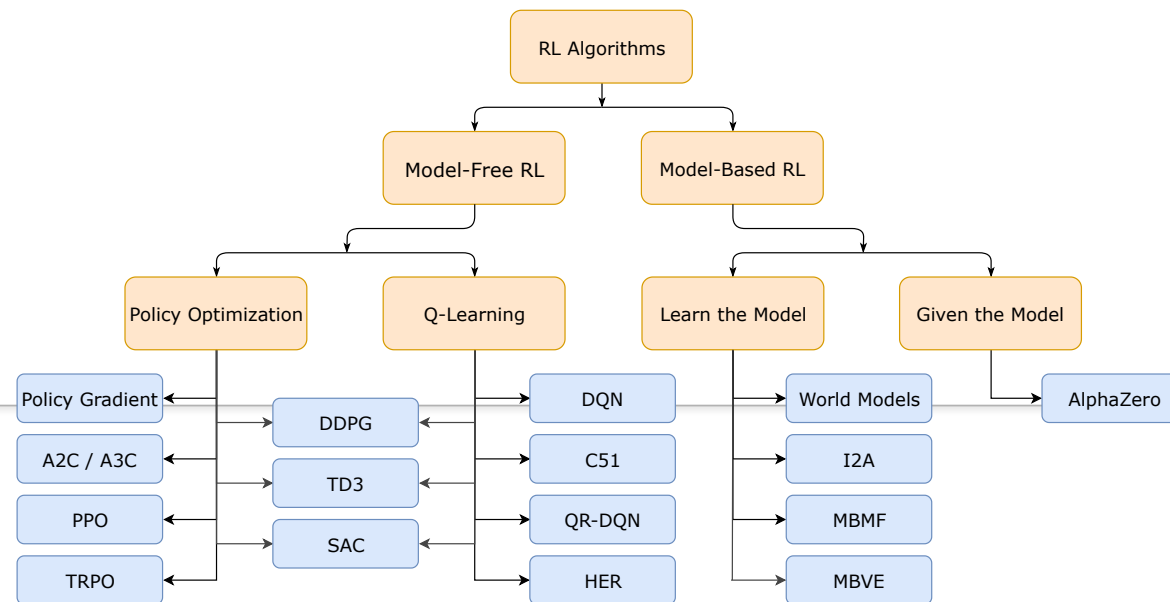 RL Algorithms
Model-Free RL
Model-Based RL
Policy Optimization
Q-Learning
Learn the Model
Given the Model
Policy Gradient
DQN
World Models
AlphaZero
DDPG
A2C / A3C
C51
I2A
TD3
PPO
QR-DQN
MBMF
SAC
TRPO
HER
MBVE